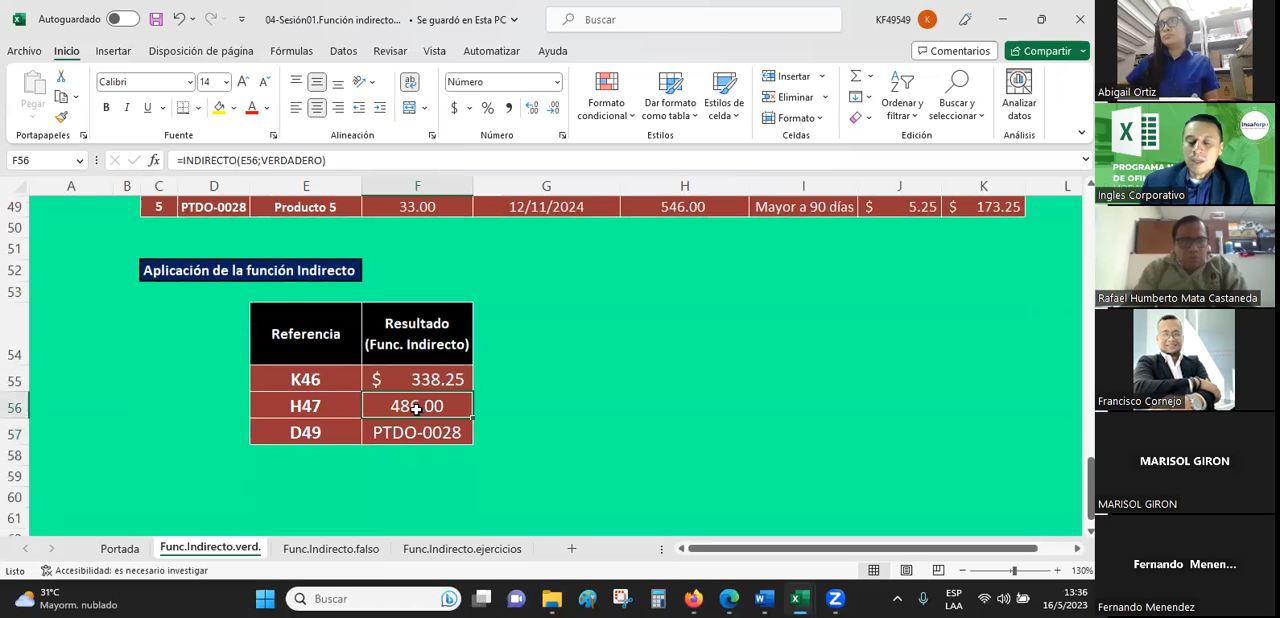 Autoguardado
04-Sesión01.Función indirecto... • Se guardó en Esta PC
Buscar
KF49549
K
Archivo Inicio Insertar Disposición de página Fórmulas Datos Revisar Vista Automatizar Ayuda
Comentarios
Compartir
Pegar
Calibri 14
N K S
Número
$ % 
Formato condicional
Dar formato como tabla
Estilos de celda
Insertar
Eliminar
Formato
Ordenar y filtrar
Buscar y seleccionar
Analizar datos
Portapapeles Fuente Alineación Número Estilos Celdas Edición Análisis
F56
fx
=INDIRECTO(E56;VERDADERO)
A B C D E F G H I J K L
49 5 PTDO-0028 Producto 5 33.00 12/11/2024 546.00 Mayor a 90 días $ 5.25 $ 173.25
50
51
52 Aplicación de la función Indirecto
53
54 Referencia Resultado (Func. Indirecto)
55 K46 $ 338.25
56 H47 486.00
57 D49 PTDO-0028
58
59
60
61
Portada Func.Indirecto.verd. Func.Indirecto.falso Func.Indirecto.ejercicios
Listo
Accesibilidad: es necesario investigar
130%
31°C
Mayorm. nublado
Buscar
ESP
LAA
13:36
16/5/2023
Abigail Ortiz
Insaforp
PROGRAMA
DE OFI
Ingles Corporativo
Rafael Humberto Mata Castaneda
Francisco Cornejo
MARISOL GIRON
MARISOL GIRON
Fernando Menen...
Fernando Menendez